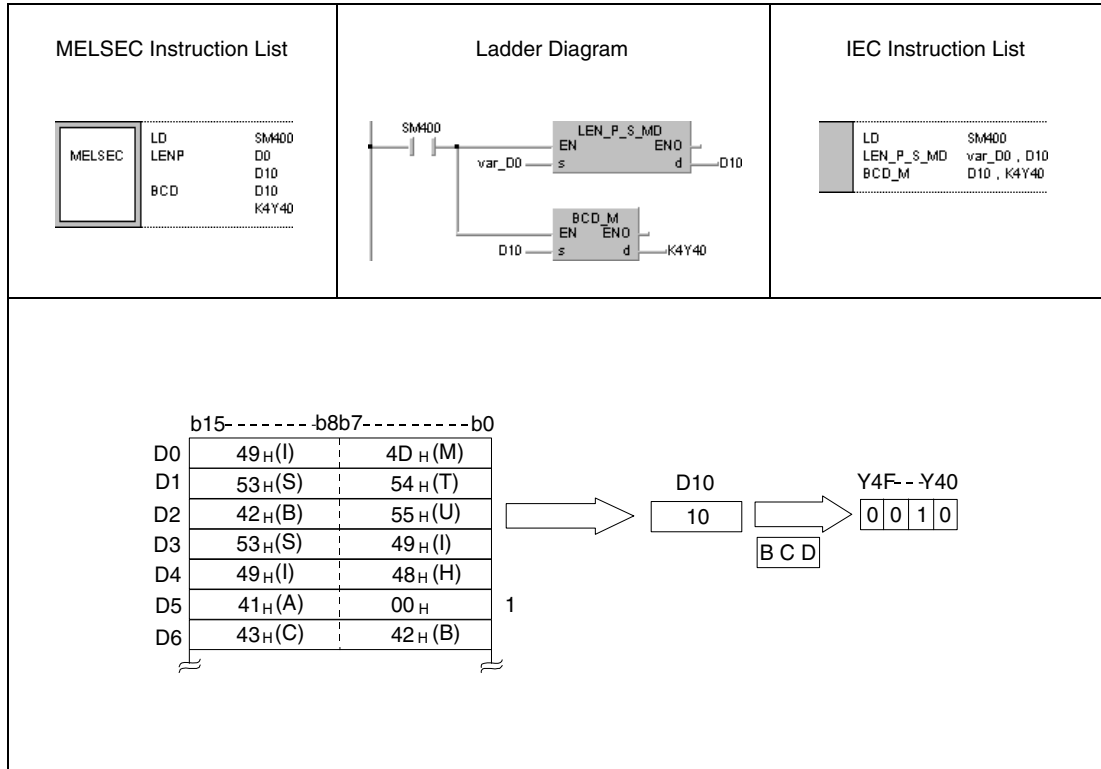 MELSEC Instruction List
Ladder Diagram
IEC Instruction List
MELSEC
LD SM400
LENP D0
D10
BCD D10
K4Y40
SM400
LEN_P_S_MD
EN ENO
var_D0 s d D10
BCD_M
EN ENO
D10 s d K4Y40
LD SM400
LEN_P_S_MD var_D0 , D10
BCD_M D10 , K4Y40
b15--------b8b7----------b0
D0 49H(I) 4DH(M)
D1 53H(S) 54H(T)
D2 42H(B) 55H(U)
D3 53H(S) 49H(I)
D4 49H(I) 48H(H)
D5 41H(A) 00H 1
D6 43H(C) 42H(B)
D10
10
BCD
Y4F---Y40
0 0 1 0